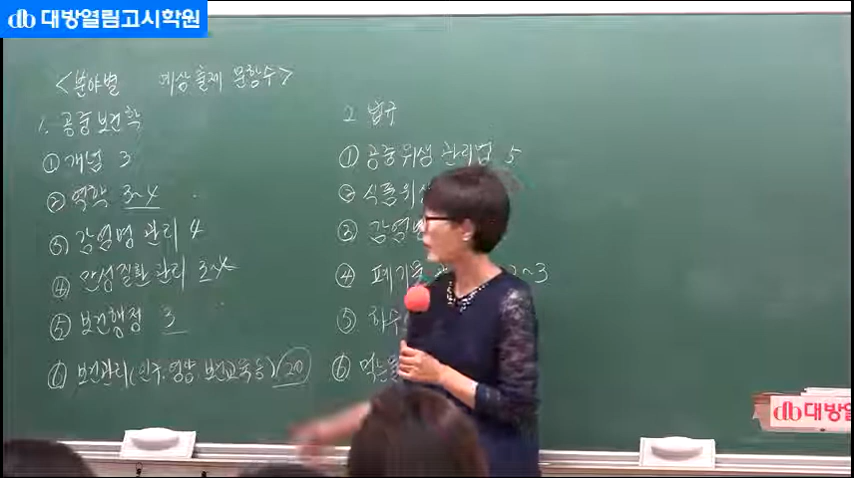 db 대방열림고시학원
<분야별 예상출제 문항수>
1. 공중보건학
① 개념 3
② 역학 3~4
③ 감염병 관리 4
④ 만성질환관리 3~4
⑤ 보건행정 3
⑥ 보건관리(인구, 영양, 보건교육 등) 20
2. 법규
① 공중위생 관리법 5
② 식품위생
③ 감염병
④ 폐기물 2~3
⑤ 하수
⑥ 먹는물
db 대방열